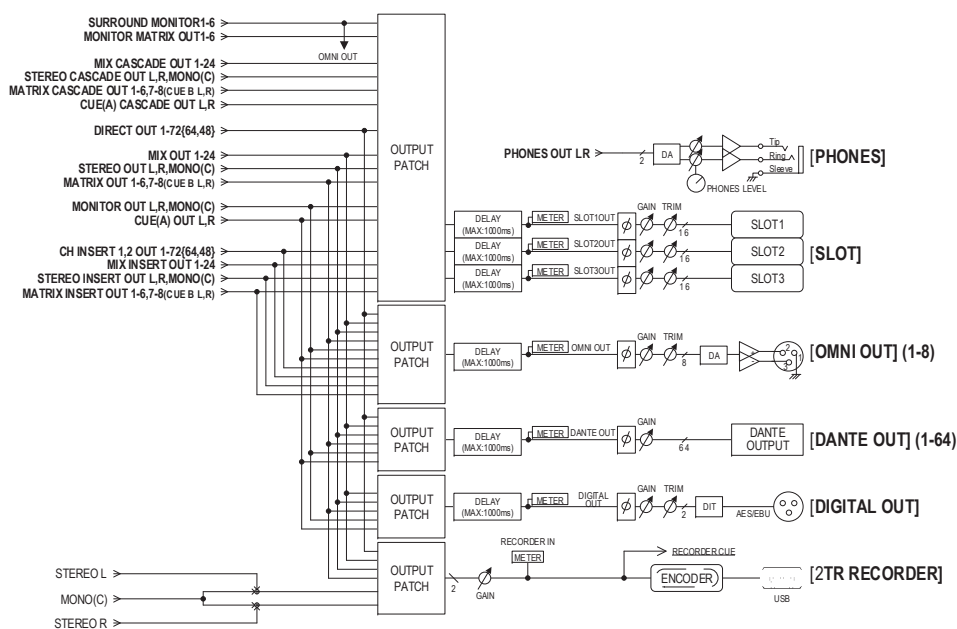 SURROUND MONITOR1-6
MONITOR MATRIX OUT1-6
OMNI OUT
MIX CASCADE OUT 1-24
STEREO CASCADE OUT L,R,MONO(C)
MATRIX CASCADE OUT 1-6,7-8(CUE B L,R)
CUE(A) CASCADE OUT L,R
DIRECT OUT 1-72{64,48}
MIX OUT 1-24
STEREO OUT L,R,MONO(C)
MATRIX OUT 1-6,7-8(CUE B L,R)
MONITOR OUT L,R,MONO(C)
CUE(A) OUT L,R
CH INSERT 1,2 OUT 1-72{64,48}
MIX INSERT OUT 1-24
STEREO INSERT OUT L,R,MONO(C)
MATRIX INSERT OUT 1-6,7-8(CUE B L,R)
OUTPUT
PATCH
PHONES OUT LR
2
DA
Tip
Ring
Sleeve
PHONES LEVEL
[PHONES]
GAIN TRIM
DELAY
(MAX:1000ms)
METER SLOT1OUT
ϕ
16
SLOT1
DELAY
(MAX:1000ms)
METER SLOT2OUT
ϕ
16
SLOT2
[SLOT]
DELAY
(MAX:1000ms)
METER SLOT3OUT
ϕ
16
SLOT3
OUTPUT
PATCH
DELAY
(MAX:1000ms)
METER OMNI OUT
ϕ
GAIN TRIM
8
DA
+
-
2
1
3
[OMNI OUT] (1-8)
OUTPUT
PATCH
DELAY
(MAX:1000ms)
METER DANTE OUT
ϕ
GAIN
64
DANTE
OUTPUT
[DANTE OUT] (1-64)
OUTPUT
PATCH
DELAY
(MAX:1000ms)
METER DIGITAL
OUT
ϕ
GAIN TRIM
2
DIT
AES/EBU
[DIGITAL OUT]
OUTPUT
PATCH
2
GAIN
RECORDER IN
METER
RECORDER CUE
ENCODER
USB
[2TR RECORDER]
STEREO L
MONO(C)
STEREO R